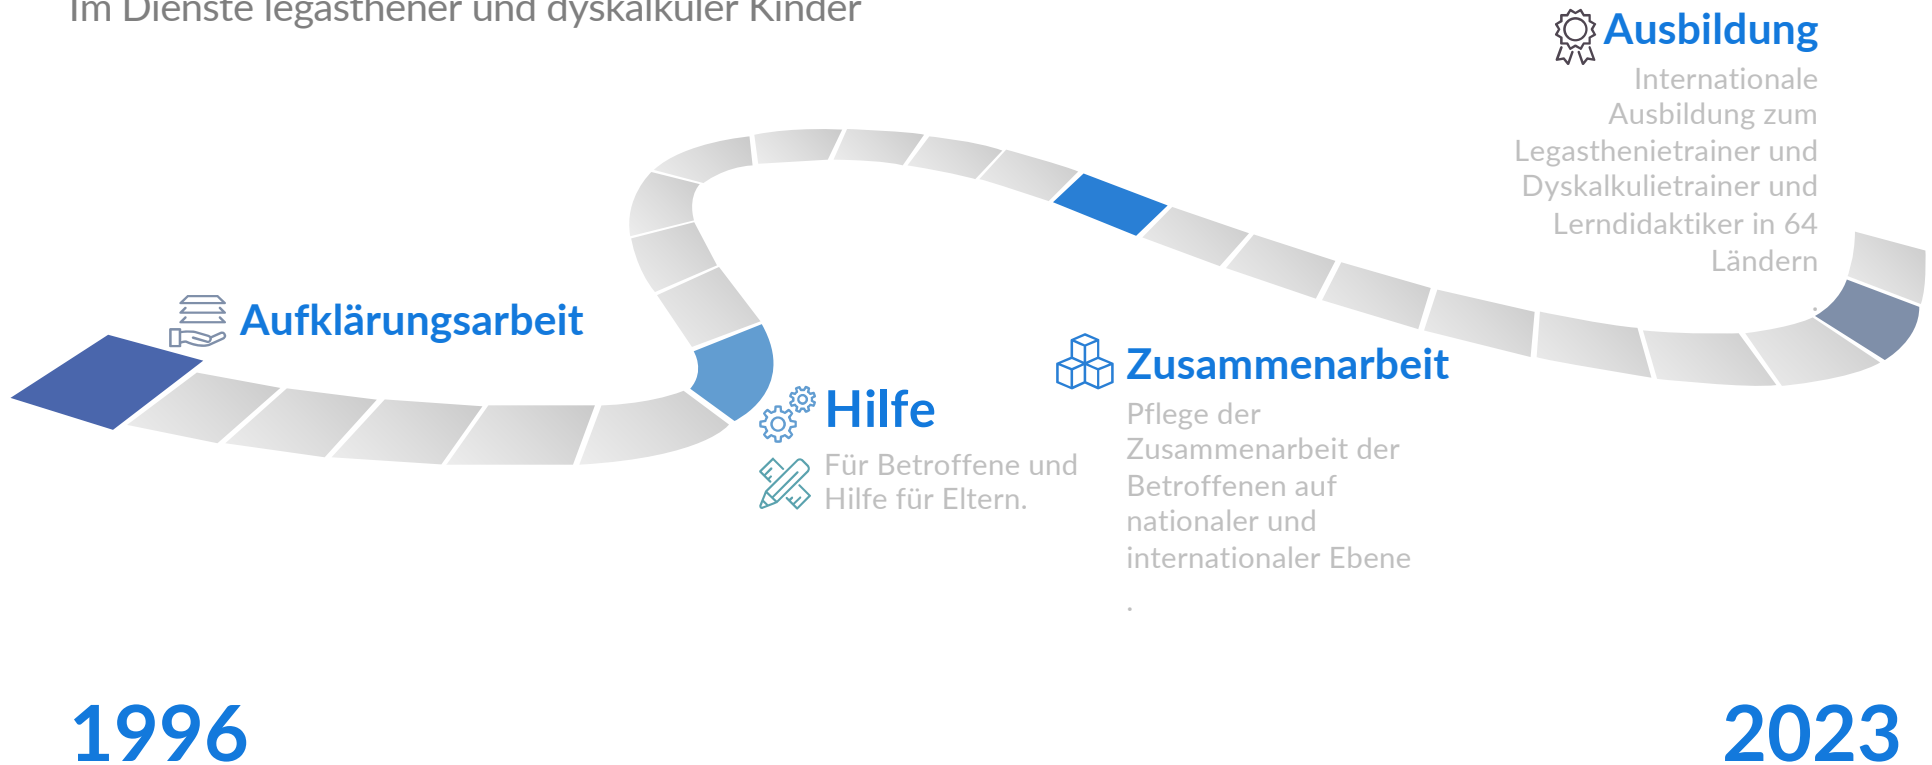 Im Dienste legasthener und dyskalkuler Kinder
Ausbildung
Internationale
Ausbildung zum
Legasthenietrainer und
Dyskalkulietrainer und
Lerndidaktiker in 64
Ländern
.
Aufklärungsarbeit
Hilfe
Für Betroffene und
Hilfe für Eltern.
Zusammenarbeit
Pflege der
Zusammenarbeit der
Betroffenen auf
nationaler und
internationaler Ebene
.
1996
2023